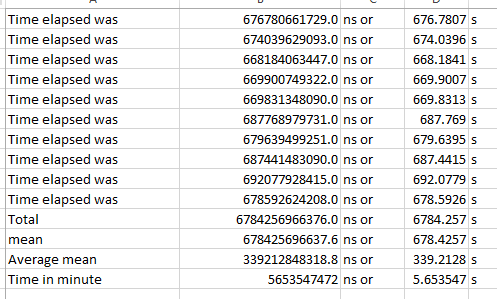 Time elapsed was 676780661729.0 ns or 676.7807 s
Time elapsed was 674039629093.0 ns or 674.0396 s
Time elapsed was 668184063447.0 ns or 668.1841 s
Time elapsed was 669900749322.0 ns or 669.9007 s
Time elapsed was 669831348090.0 ns or 669.8313 s
Time elapsed was 687768979731.0 ns or 687.769 s
Time elapsed was 679639499251.0 ns or 679.6395 s
Time elapsed was 687441483090.0 ns or 687.4415 s
Time elapsed was 692077928415.0 ns or 692.0779 s
Time elapsed was 678592624208.0 ns or 678.5926 s
Total 6784256966376.0 ns or 6784.257 s
mean 678425696637.6 ns or 678.4257 s
Average mean 339212848318.8 ns or 339.2128 s
Time in minute 5653547472 ns or 5.653547 s